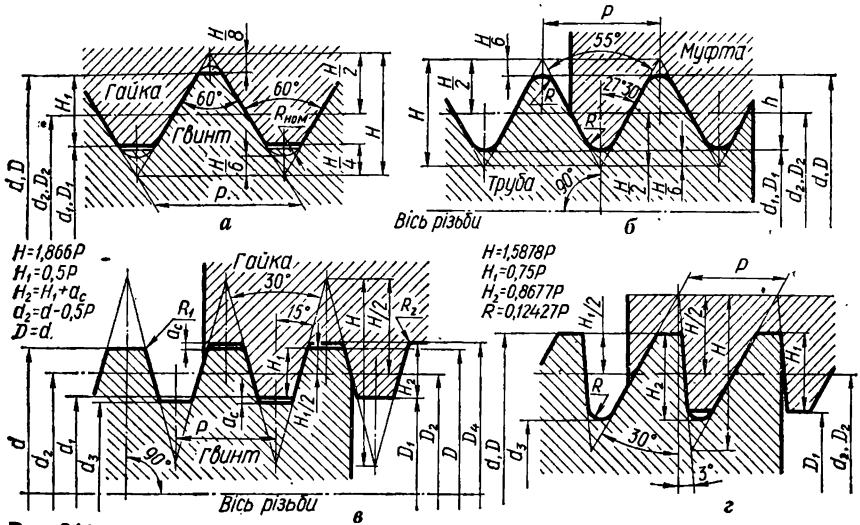 H/8
H/2
H
60°
60°
Гайка
Rном
Гвинт
H/6
H/4
H₁
d, D
d₂, D₂
d₁, D₁
P
а
P
55°
Муфта
H/6
H/2
H
27°30'
R
R
h
Труба
90°
H/2
H/6
d₁, D₁
d₂, D₂
d, D
Вісь різьби
б
H=1,866P
H₁=0,5P
H₂=H₁+aс
d₂=d-0,5P
D=d.
Гайка
30°
15°
R₁
aс
H₁
H
H/2
R₂
H₂
aс
H₁/2
P
Гвинт
90°
d
d₂
d₁
d₃
D₁
D₂
D
D₄
Вісь різьби
в
H=1,5878P
H₁=0,75P
H₂=0,8677P
R=0,12427P
P
H₁/2
H/2
H
H₁
H₂
R
30°
3°
d, D
d₃
D₁
d₂, D₂
г